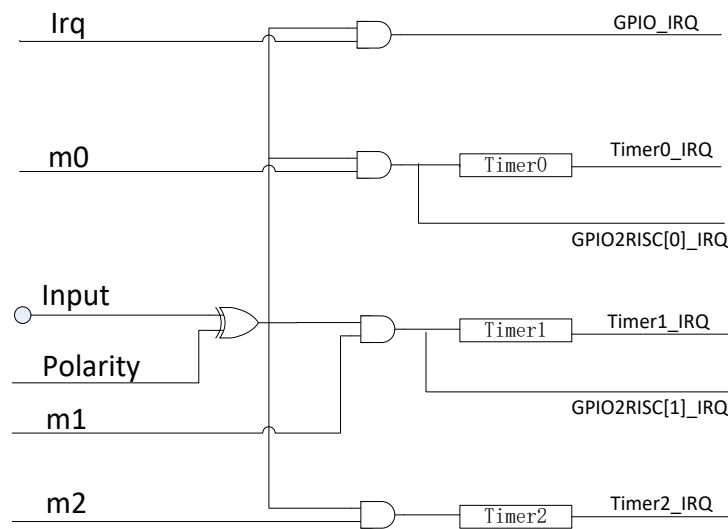 Irq
GPIO_IRQ
m0
Timer0
Timer0_IRQ
GPIO2RISC[0]_IRQ
Input
Timer1
Timer1_IRQ
Polarity
GPIO2RISC[1]_IRQ
m1
m2
Timer2
Timer2_IRQ